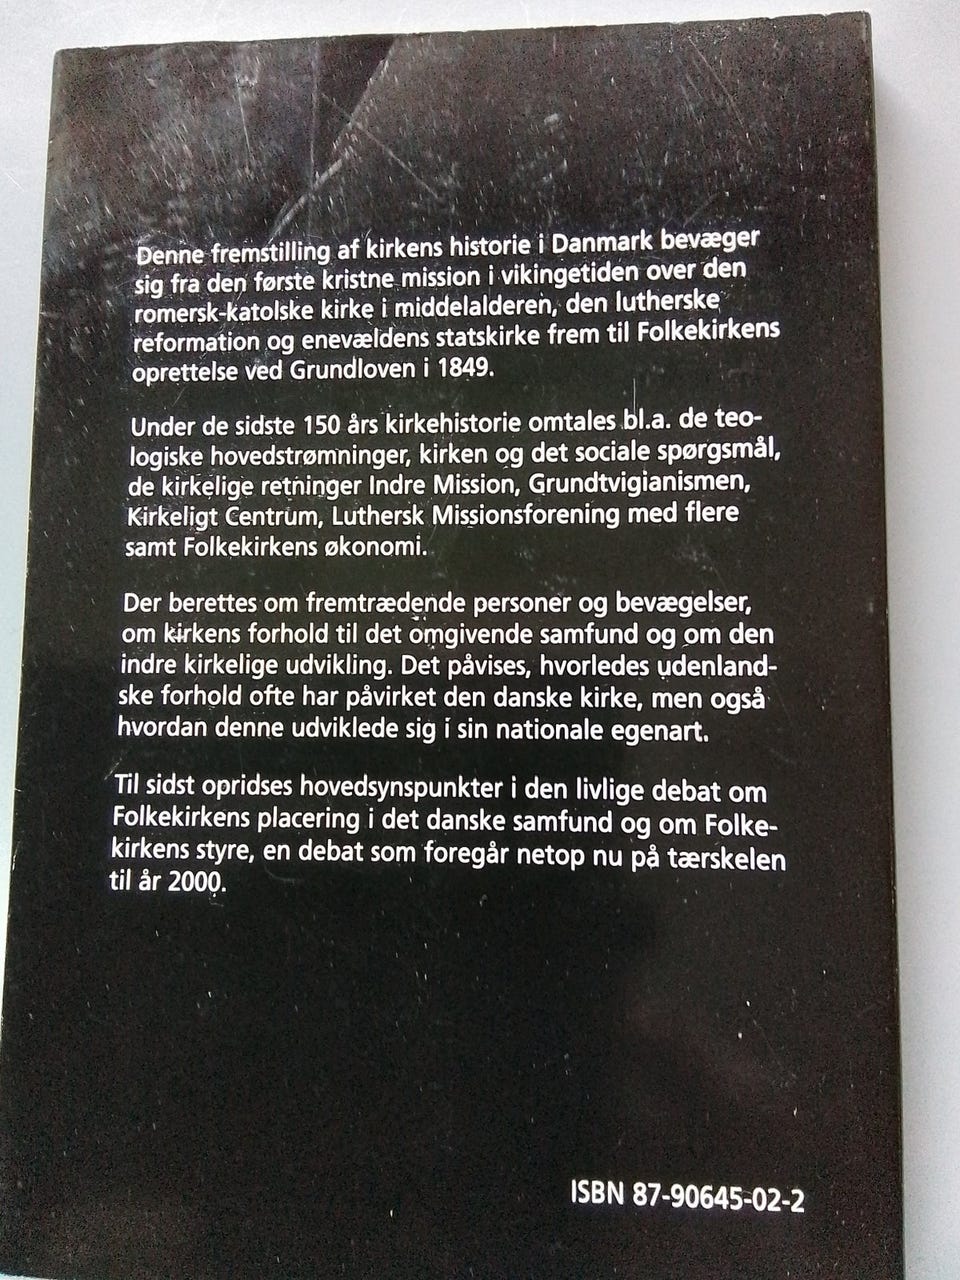 Denne fremstilling af kirkens historie i Danmark bevæger
sig fra den første kristne mission i vikingetiden over den
romersk-katolske kirke i middelalderen, den lutherske
reformation og enevældens statskirke frem til Folkekirkens
oprettelse ved Grundloven i 1849.
Under de sidste 150 års kirkehistorie omtales bl.a. de teo-
logiske hovedstrømninger, kirken og det sociale spørgsmål,
de kirkelige retninger Indre Mission, Grundtvigianismen,
Kirkeligt Centrum, Luthersk Missionsforening med flere
samt Folkekirkens økonomi.
Der berettes om fremtrædende personer og bevægelser,
om kirkens forhold til det omgivende samfund og om den
indre kirkelige udvikling. Det påvises, hvorledes udenland-
ske forhold ofte har påvirket den danske kirke, men også
hvordan denne udviklede sig i sin nationale egenart.
Til sidst opridses hovedsynspunkter i den livlige debat om
Folkekirkens placering i det danske samfund og om Folke-
kirkens styre, en debat som foregår netop nu på tærskelen
til år 2000.
ISBN 87-90645-02-2